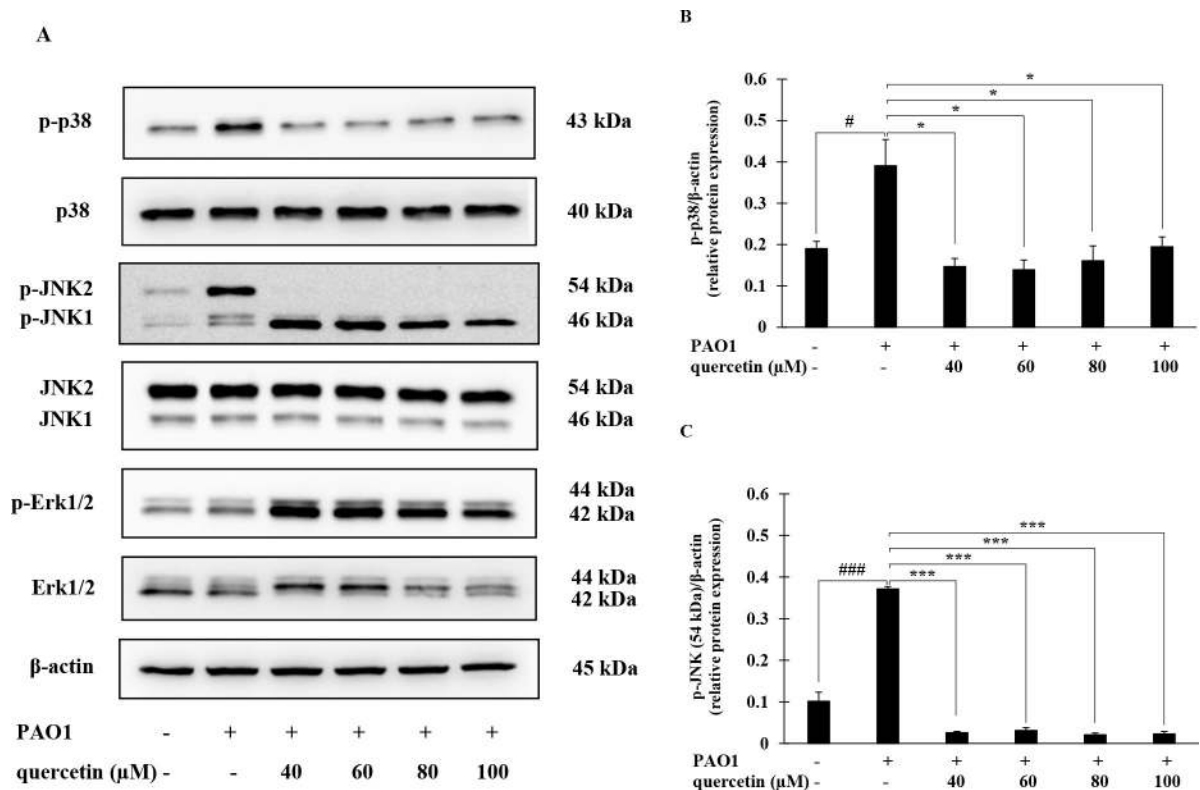 A
p-p38
43 kDa
p38
40 kDa
p-JNK2
54 kDa
p-JNK1
46 kDa
JNK2
54 kDa
JNK1
46 kDa
p-Erk1/2
44 kDa
42 kDa
Erk1/2
44 kDa
42 kDa
β-actin
45 kDa
PAO1 - + + + + +
quercetin (μM) - - 40 60 80 100
B
p-p38/β-actin
(relative protein expression)
0.6
0.5
0.4
0.3
0.2
0.1
0
#
*
*
*
*
PAO1 - + + + + +
quercetin (μM) - - 40 60 80 100
C
p-JNK (54 kDa)/β-actin
(relative protein expression)
0.6
0.5
0.4
0.3
0.2
0.1
0
###
***
***
***
***
PAO1 - + + + + +
quercetin (μM) - - 40 60 80 100